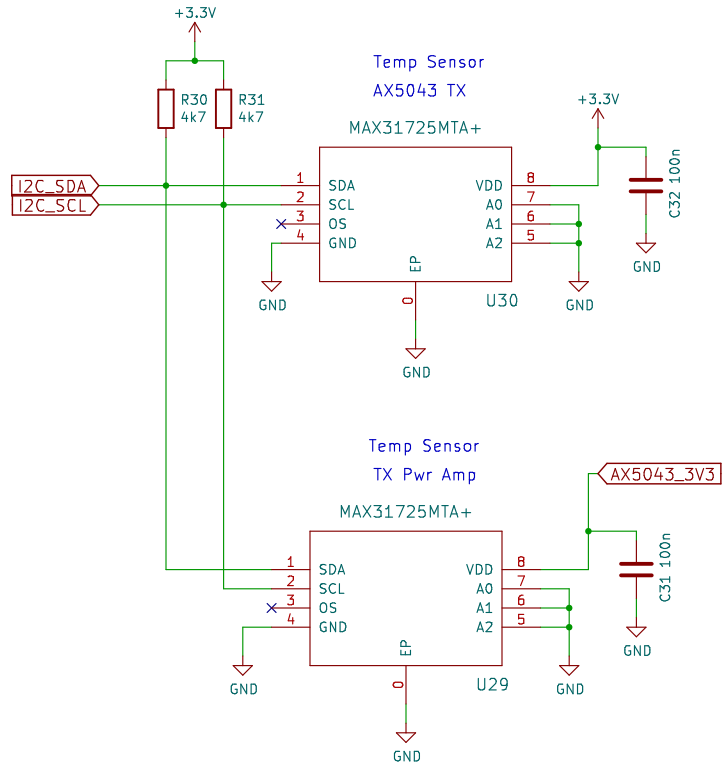 +3.3V
R30
4k7
R31
4k7
Temp Sensor
AX5043 TX
MAX31725MTA+
+3.3V
C32 100n
GND
I2C_SDA
I2C_SCL
1 SDA
2 SCL
3 OS
4 GND
VDD 8
A0 7
A1 6
A2 5
EP
0
U30
GND
GND
GND
Temp Sensor
TX Pwr Amp
MAX31725MTA+
AX5043_3V3
C31 100n
GND
1 SDA
2 SCL
3 OS
4 GND
VDD 8
A0 7
A1 6
A2 5
EP
0
U29
GND
GND
GND